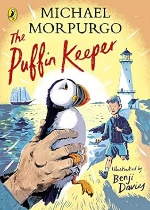 MICHAEL
MORPURGO
The
Puffin Keeper
Illustrated by
Benji Davies